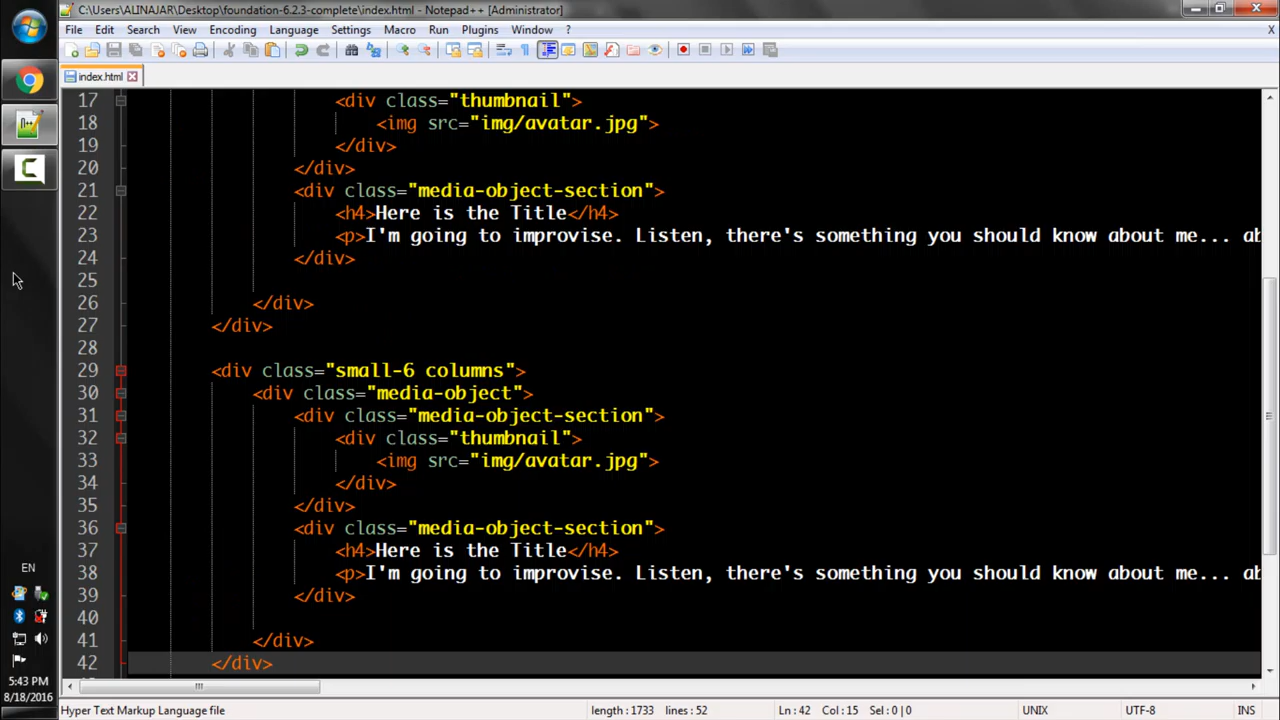 C:\Users\ALINAJAR\Desktop\foundation-6.2.3-complete\index.html - Notepad++ [Administrator]
File Edit Search View Encoding Language Settings Macro Run Plugins Window ? X
index.html
17 <div class="thumbnail">
18 <img src="img/avatar.jpg">
19 </div>
20 </div>
21 <div class="media-object-section">
22 <h4>Here is the Title</h4>
23 <p>I'm going to improvise. Listen, there's something you should know about me... ab
24 </div>
25
26 </div>
27 </div>
28
29 <div class="small-6 columns">
30 <div class="media-object">
31 <div class="media-object-section">
32 <div class="thumbnail">
33 <img src="img/avatar.jpg">
34 </div>
35 </div>
36 <div class="media-object-section">
37 <h4>Here is the Title</h4>
38 <p>I'm going to improvise. Listen, there's something you should know about me... ab
39 </div>
40
41 </div>
42 </div>
EN
5:43 PM
8/18/2016
Hyper Text Markup Language file length : 1733 lines : 52 Ln : 42 Col : 15 Sel : 0 | 0 UNIX UTF-8 INS